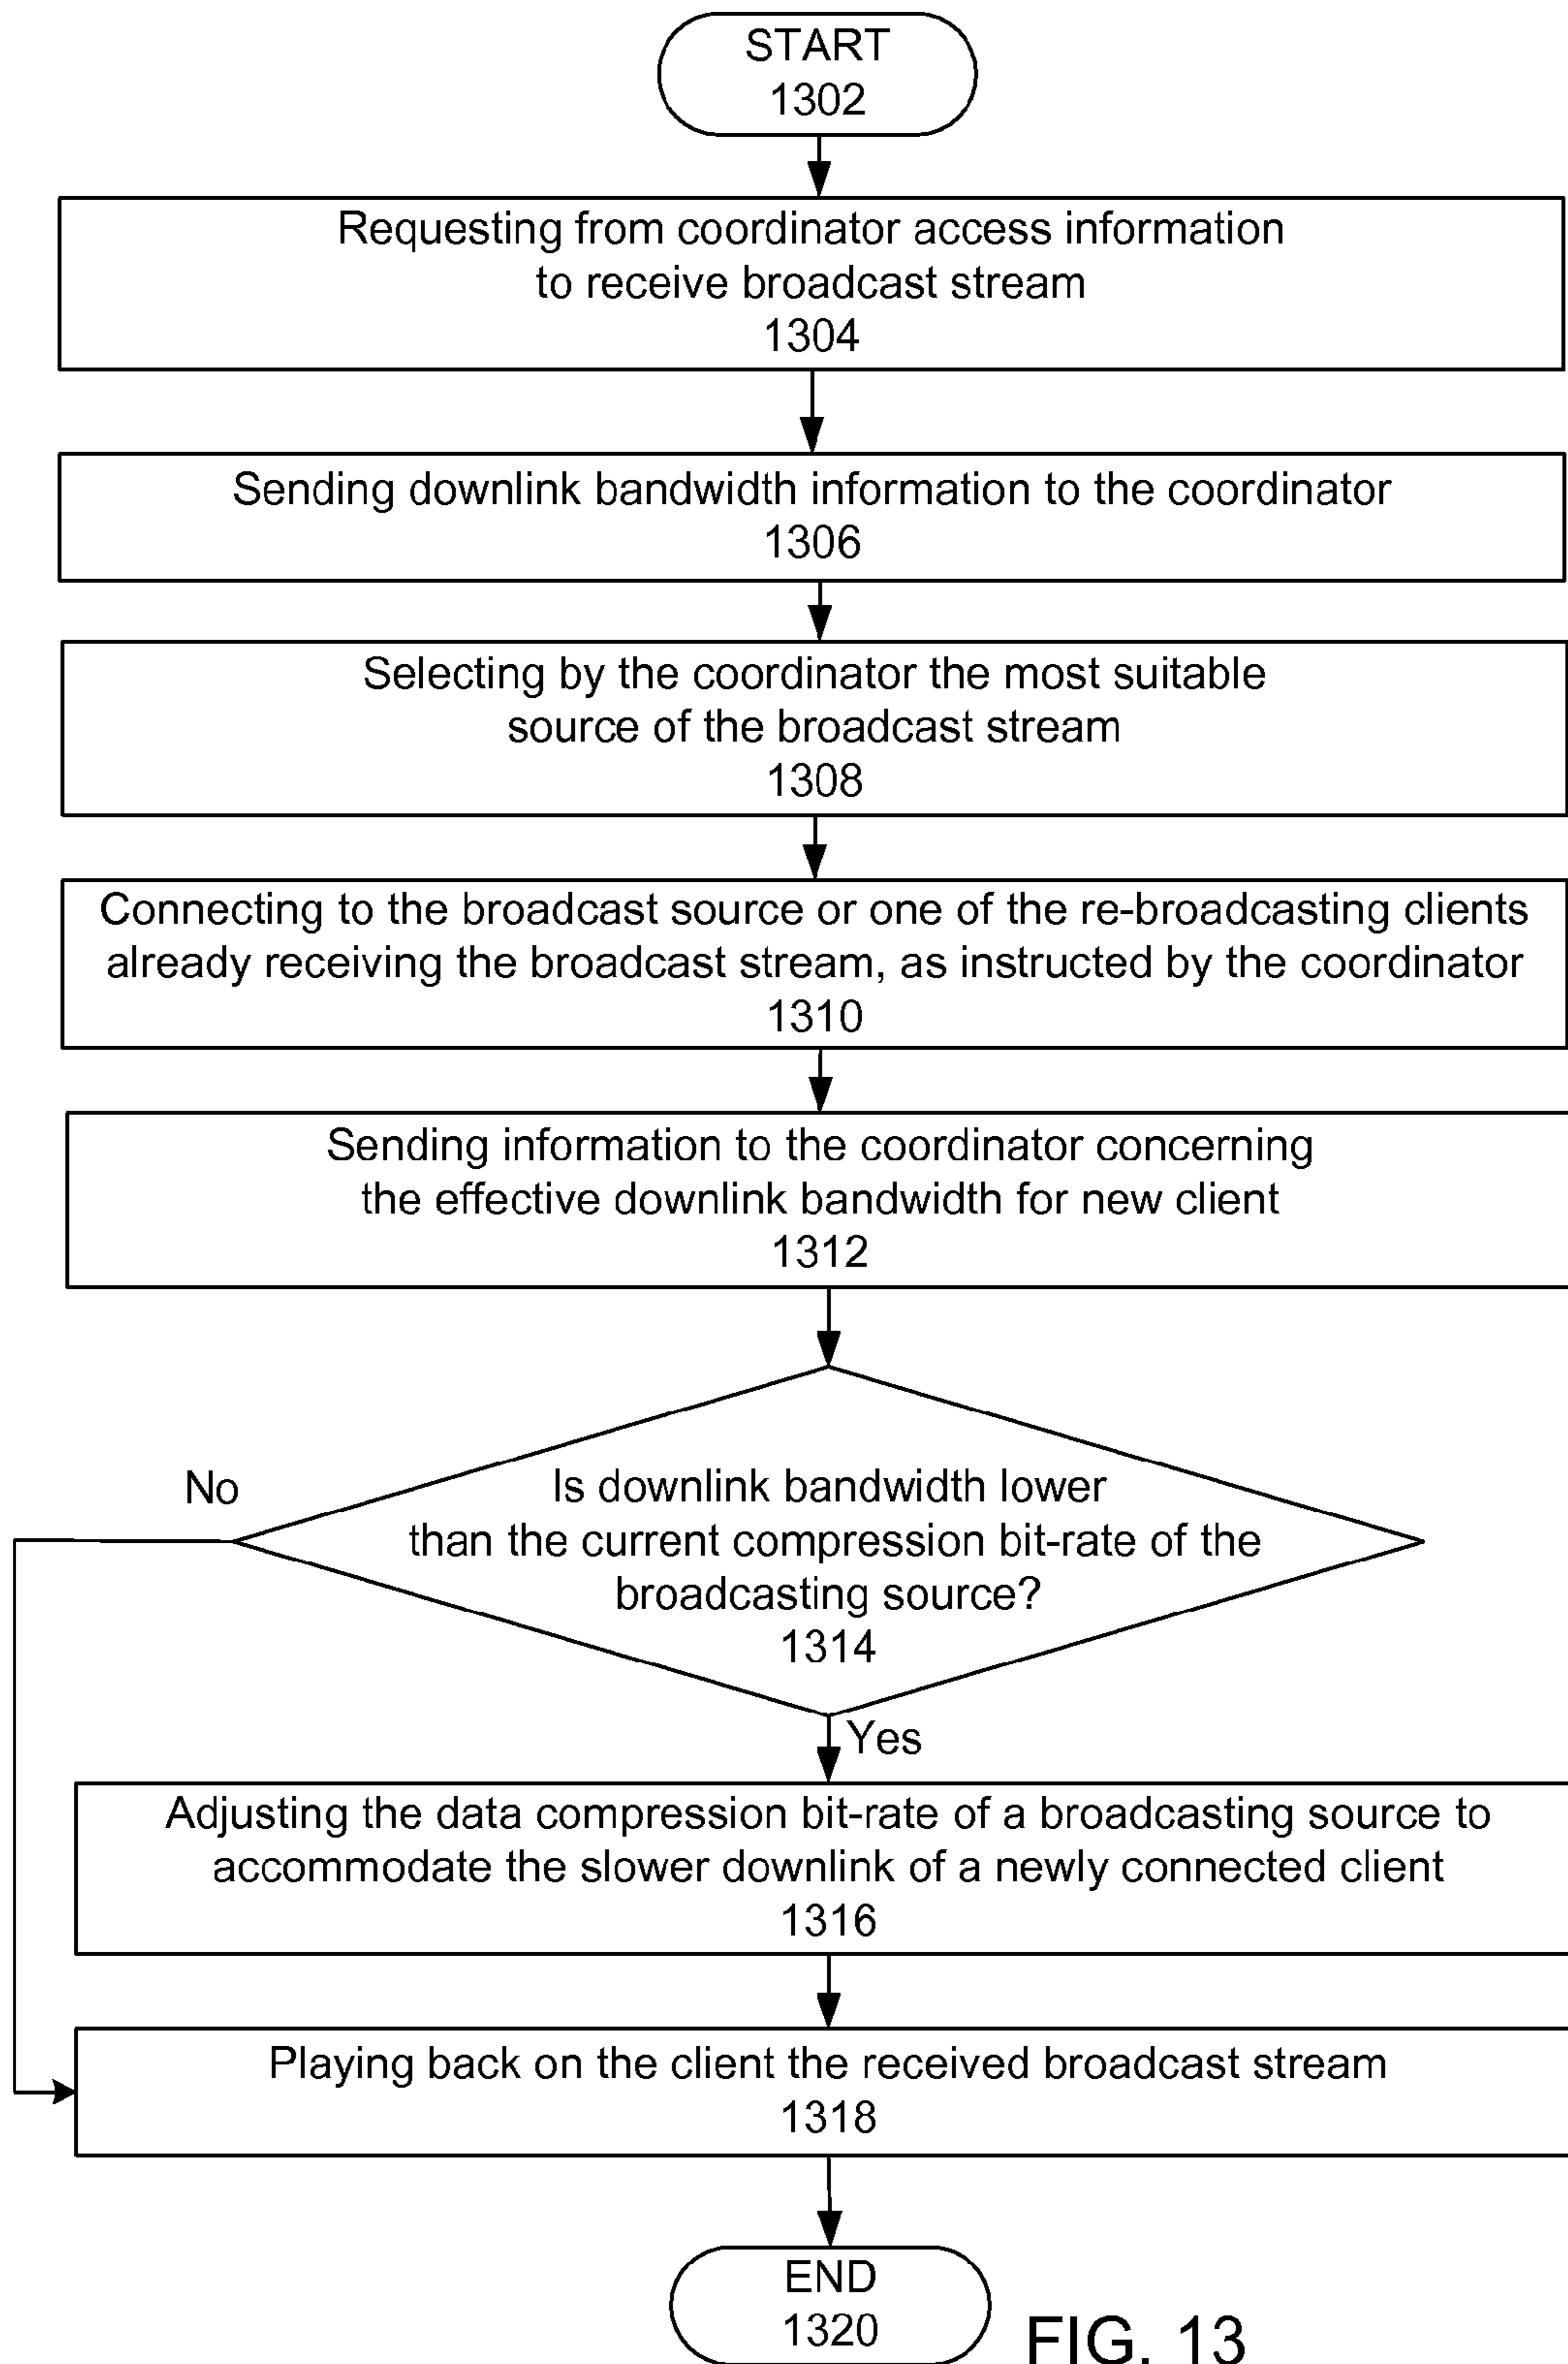 START
1302
Requesting from coordinator access information
to receive broadcast stream
1304
Sending downlink bandwidth information to the coordinator
1306
Selecting by the coordinator the most suitable
source of the broadcast stream
1308
Connecting to the broadcast source or one of the re-broadcasting clients
already receiving the broadcast stream, as instructed by the coordinator
1310
Sending information to the coordinator concerning
the effective downlink bandwidth for new client
1312
No
Is downlink bandwidth lower
than the current compression bit-rate of the
broadcasting source?
1314
Yes
Adjusting the data compression bit-rate of a broadcasting source to
accommodate the slower downlink of a newly connected client
1316
Playing back on the client the received broadcast stream
1318
END
1320
FIG. 13